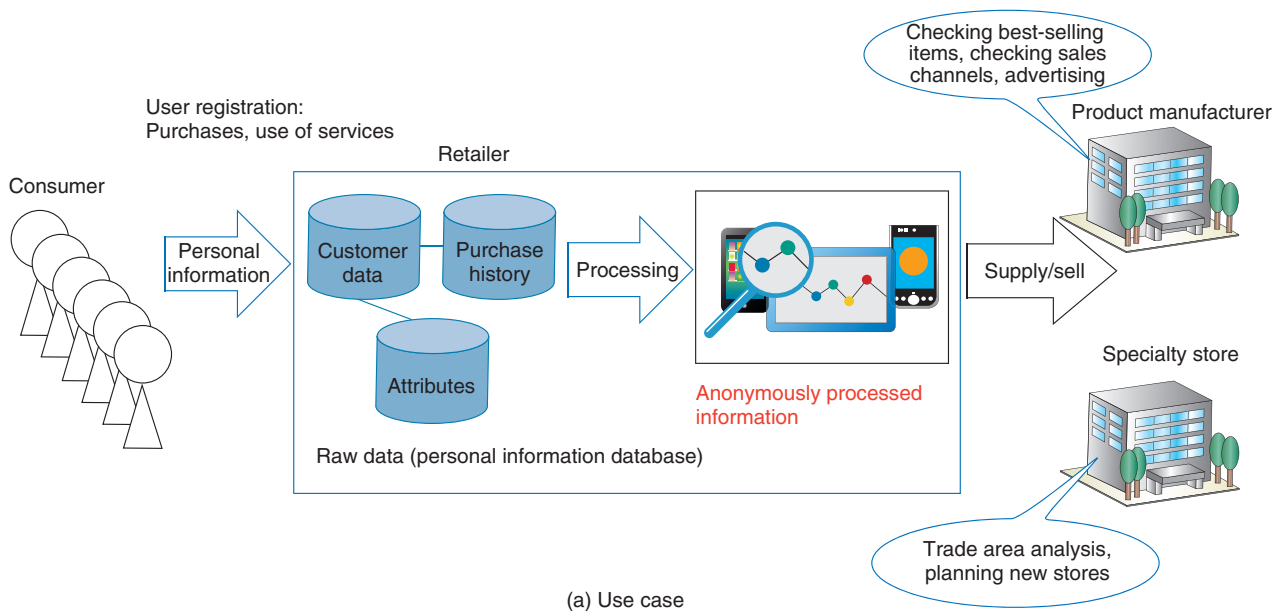 Checking best-selling
items, checking sales
channels, advertising
User registration:
Purchases, use of services
Product manufacturer
Retailer
Consumer
Personal
information
Customer
data
Purchase
history
Processing
Supply/sell
Attributes
Specialty store
Anonymously processed
information
Raw data (personal information database)
Trade area analysis,
planning new stores
(a) Use case